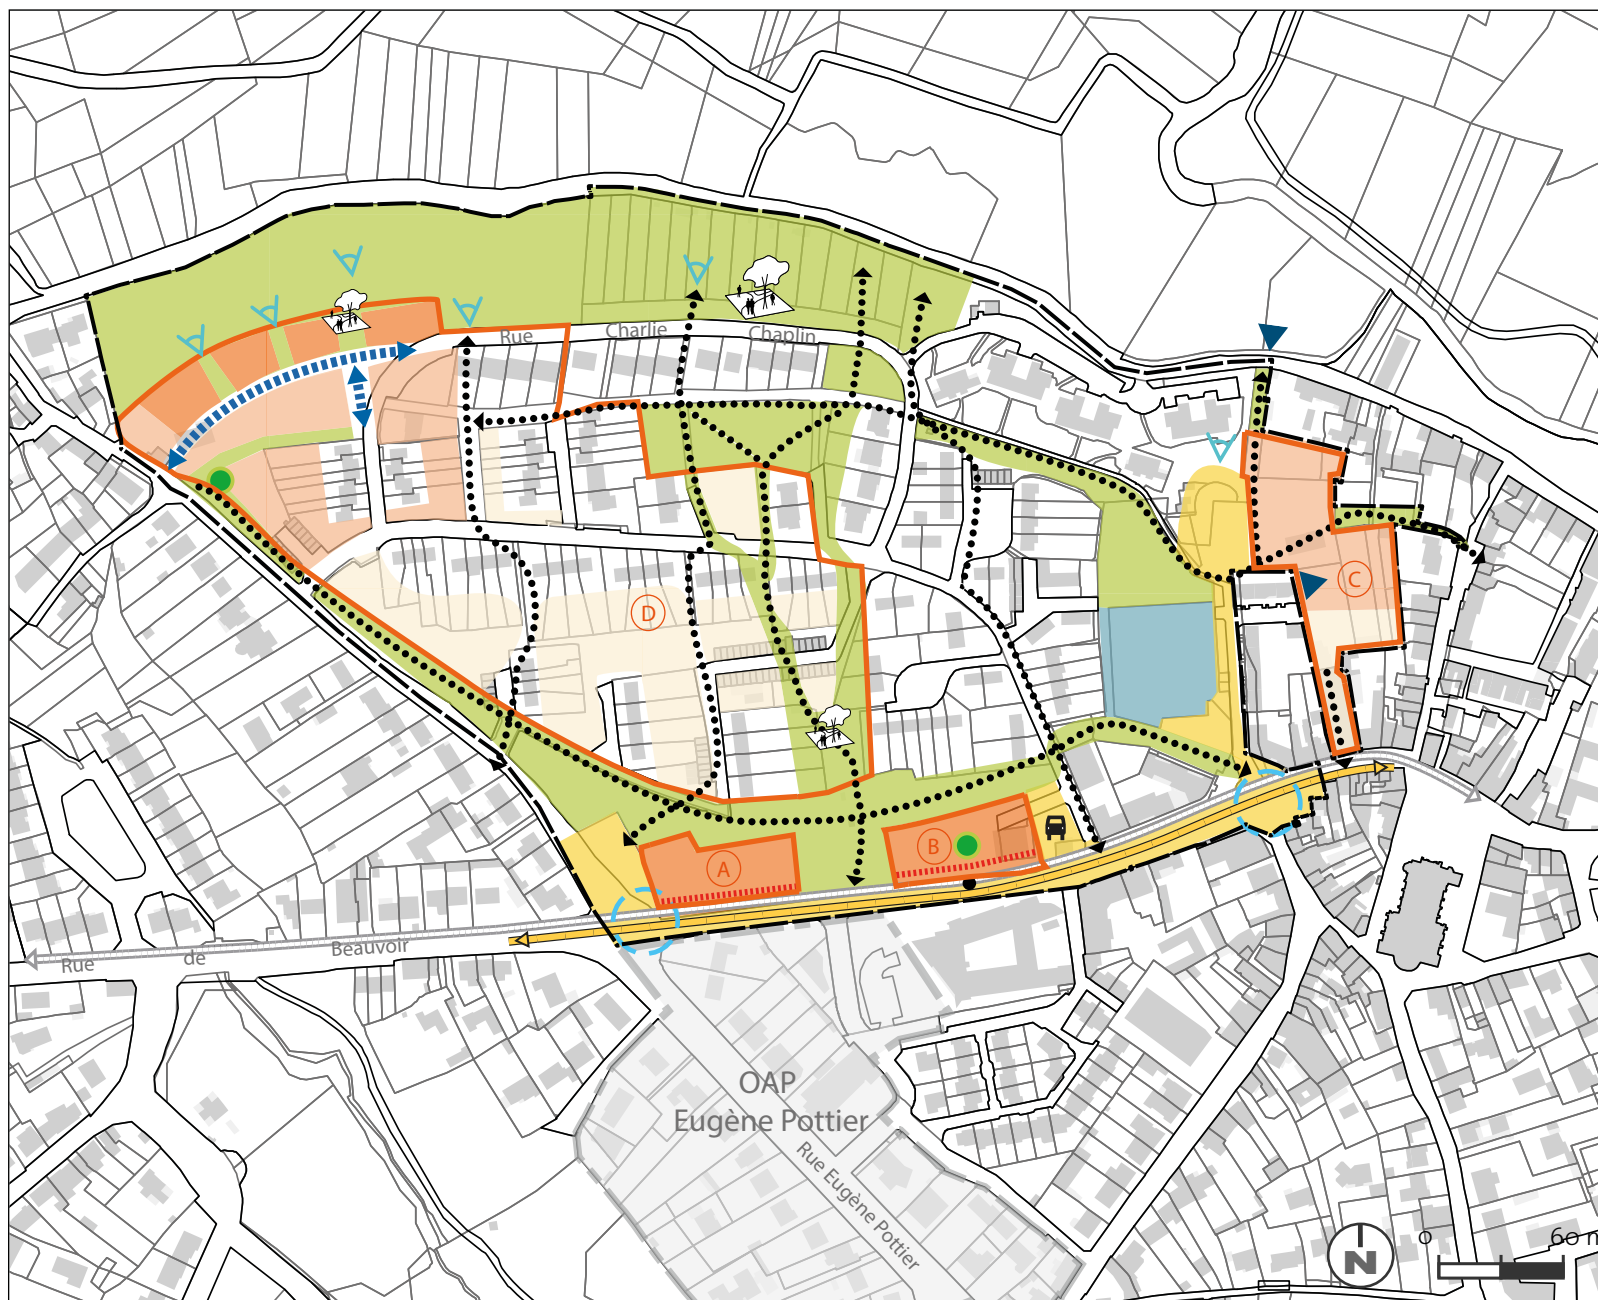 Rue Charlie Chaplin
D
C
B
A
Rue de Beauvoir
OAP
Eugène Pottier
Rue Eugène Pottier
N
0 60 m